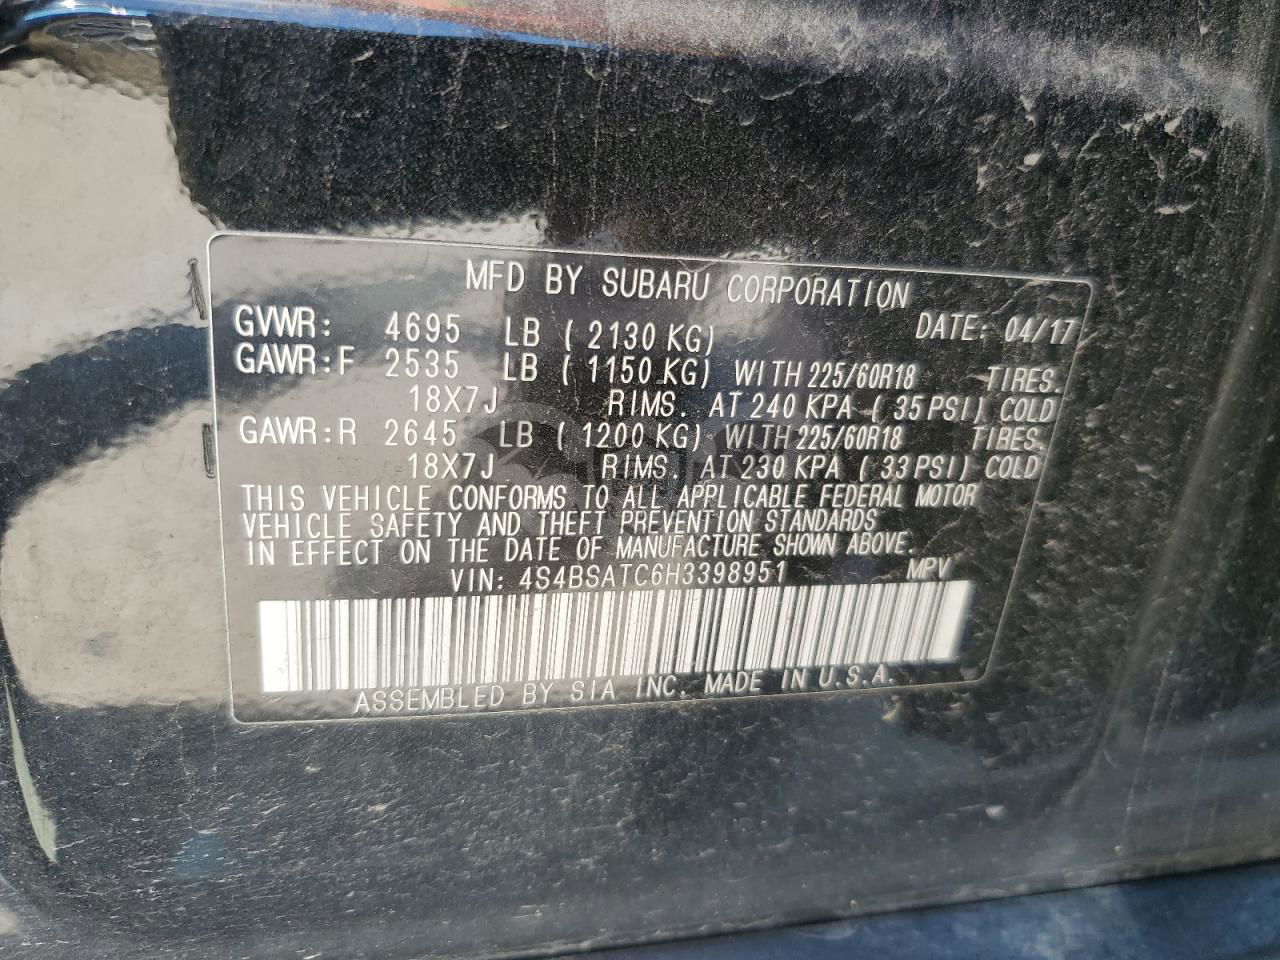 MFD BY SUBARU CORPORATION
GVWR: 4695 LB ( 2130 KG) DATE: 04/17
GAWR:F 2535 LB ( 1150 KG) WITH 225/60R18 TIRES.
18X7J RIMS. AT 240 KPA ( 35 PSI) COLD
GAWR:R 2645 LB ( 1200 KG) WITH 225/60R18 TIRES.
18X7J RIMS. AT 230 KPA ( 33 PSI) COLD
THIS VEHICLE CONFORMS TO ALL APPLICABLE FEDERAL MOTOR
VEHICLE SAFETY AND THEFT PREVENTION STANDARDS
IN EFFECT ON THE DATE OF MANUFACTURE SHOWN ABOVE.
VIN: 4S4BSATC6H3398951 MPV
ASSEMBLED BY SIA INC. MADE IN U.S.A.